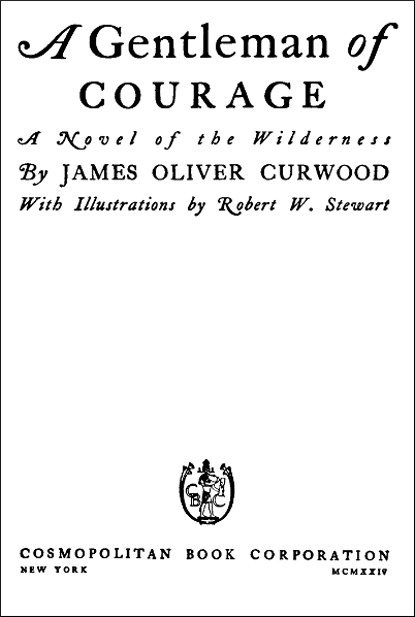 A Gentleman of
COURAGE
A Novel of the Wilderness
By JAMES OLIVER CURWOOD
With Illustrations by Robert W. Stewart
C
B C
COSMOPOLITAN BOOK CORPORATION
NEW YORK MCMXXIV